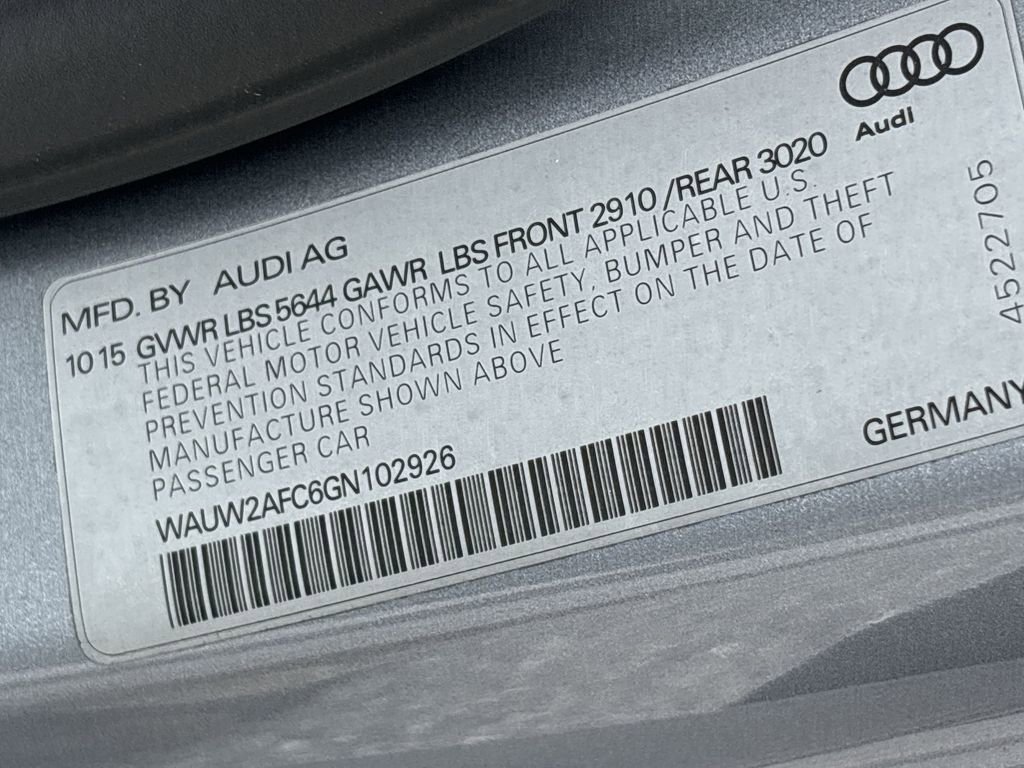 Audi
MFD. BY AUDI AG
10 15 GVWR LBS 5644 GAWR LBS FRONT 2910 /REAR 3020
THIS VEHICLE CONFORMS TO ALL APPLICABLE U.S.
FEDERAL MOTOR VEHICLE SAFETY, BUMPER AND THEFT
PREVENTION STANDARDS IN EFFECT ON THE DATE OF
MANUFACTURE SHOWN ABOVE
PASSENGER CAR
WAUW2AFC6GN102926
GERMANY
4522705